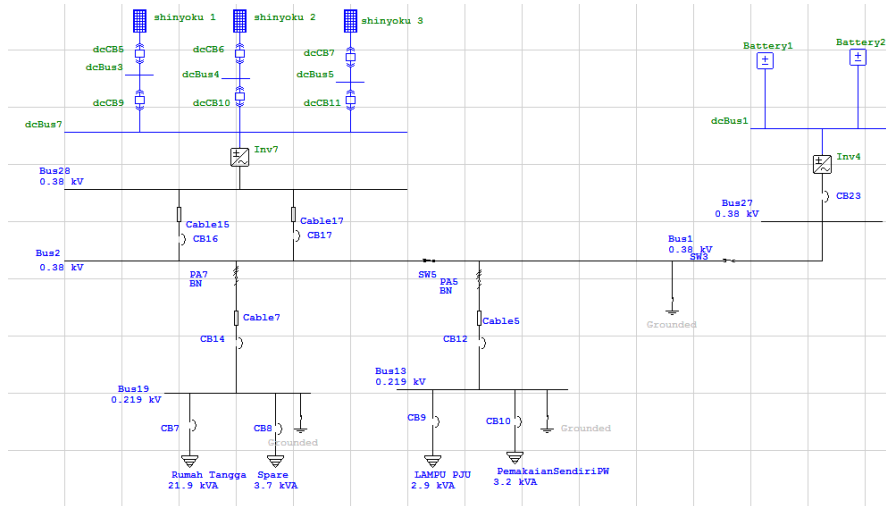 shinyoku 1
shinyoku 2
shinyoku 3
dcCB5
dcCB6
dcCB7
Battery1
Battery2
dcBus3
dcBus4
dcBus5
dcCB9
dcCB10
dcCB11
dcBus7
dcBus1
Inv7
Inv4
Bus28
0.38 kV
CB23
Bus27
0.38 kV
Cable15
Cable17
CB16
CB17
Bus2
0.38 kV
Bus1
0.38 kV
SW3
PA7
BN
SW5
PA5
BN
Cable7
Cable5
Grounded
CB14
CB12
Bus19
0.219 kV
Bus13
0.219 kV
CB7
CB8
Grounded
CB9
CB10
Grounded
Rumah Tangga
21.9 kVA
Spare
3.7 kVA
LAMPU PJU
2.9 kVA
PemakaianSendiriPW
3.2 kVA